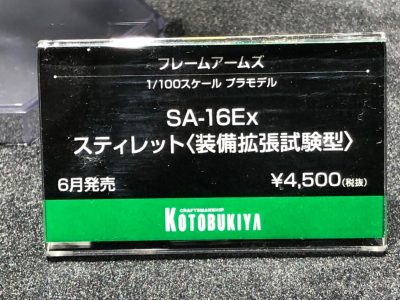 フレームアームズ
1/100スケール プラモデル
SA-16Ex
スティレット〈装備拡張試験型〉
6月発売 ¥4,500(税抜)
CRAFTSMANSHIP
KOTOBUKIYA